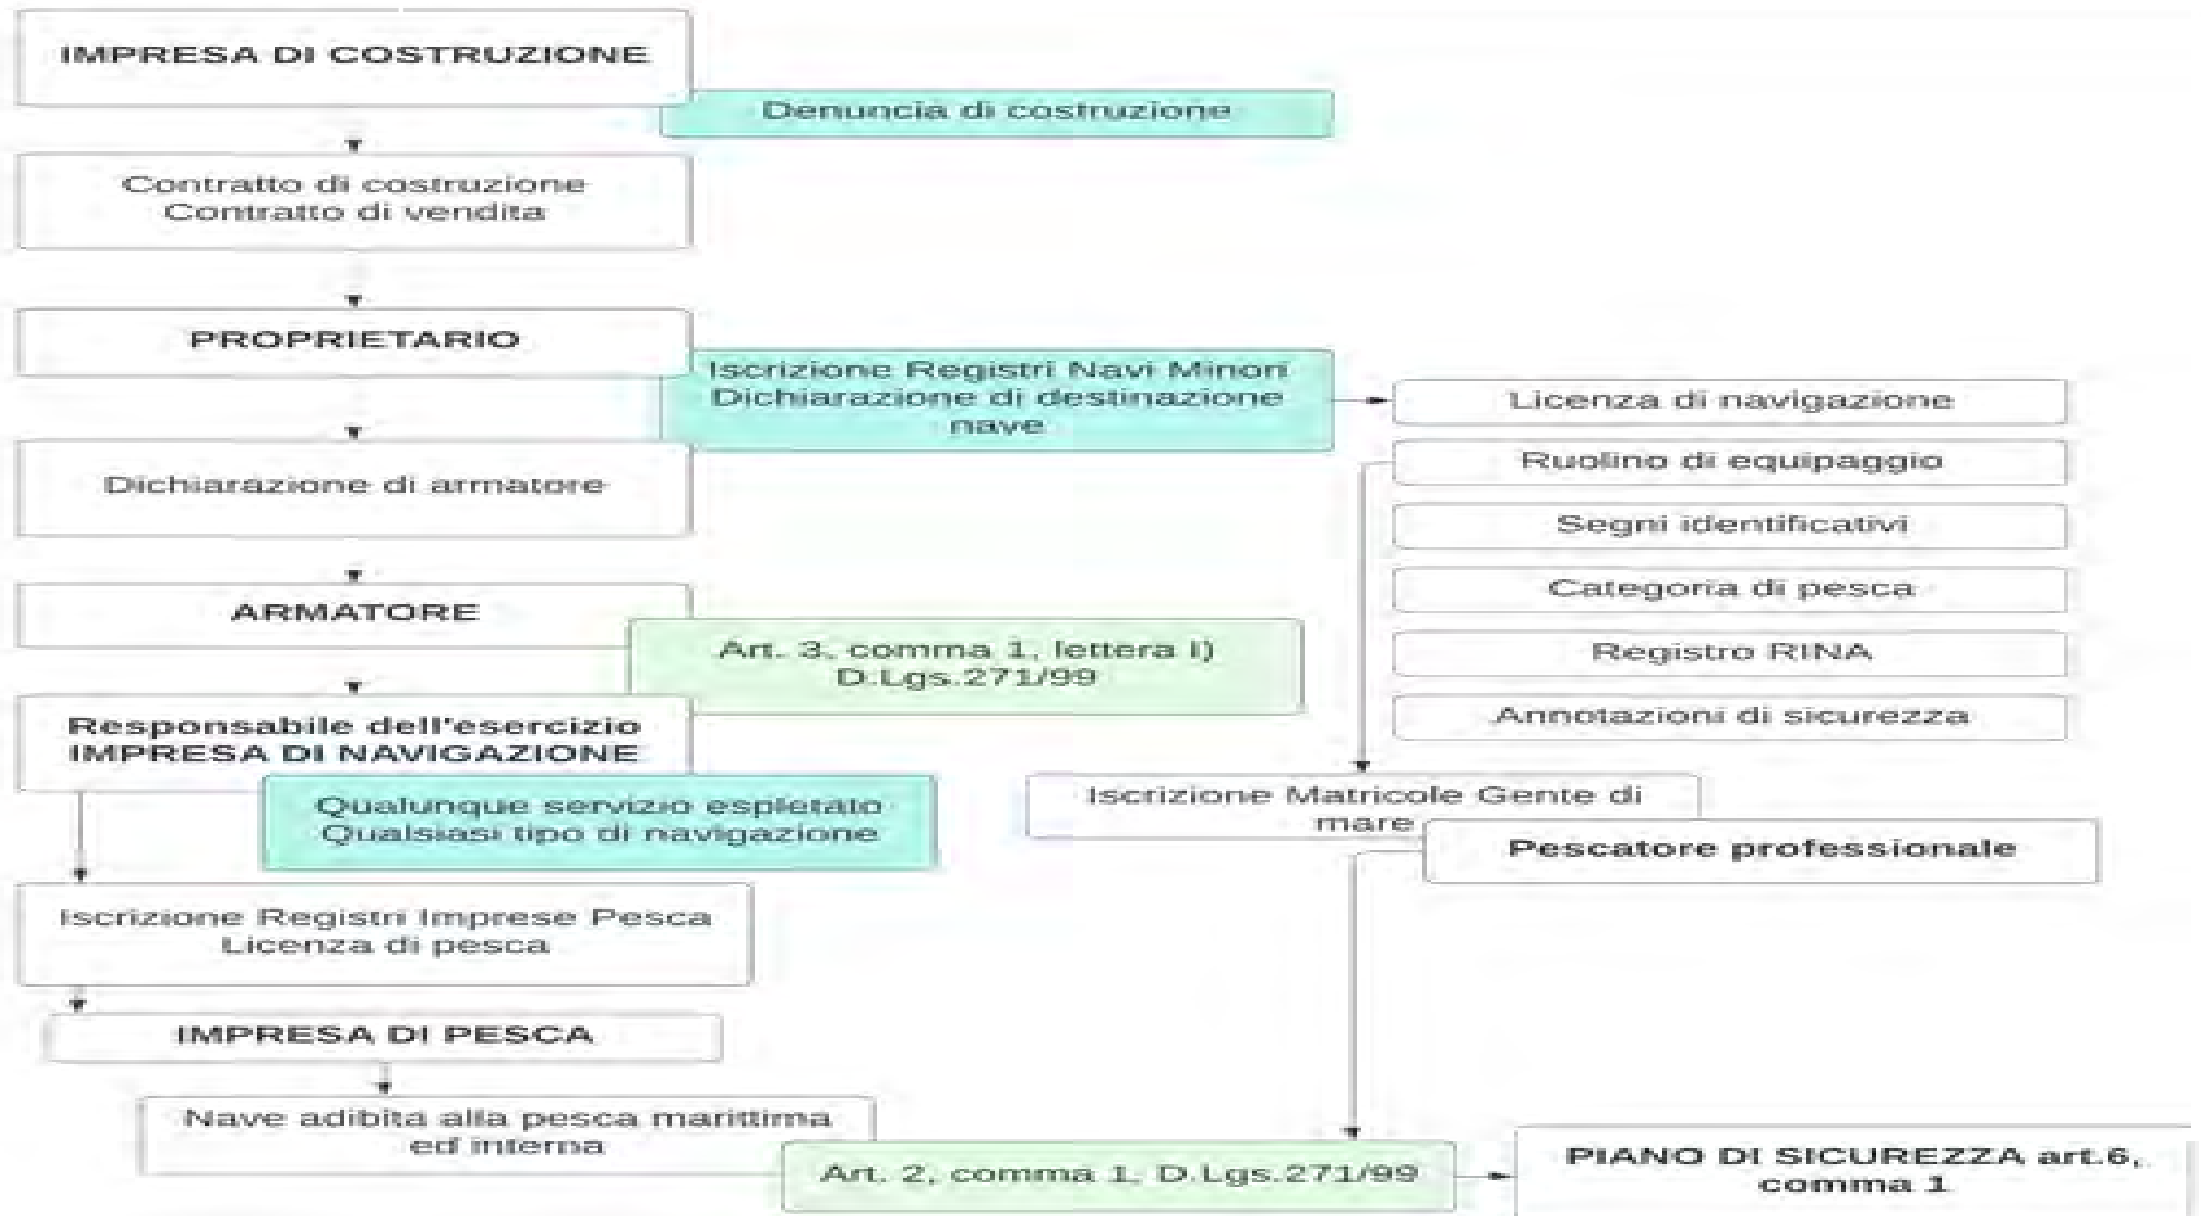 IMPRESA DI COSTRUZIONE
Denuncia di costruzione
Contratto di costruzione
Contratto di vendita
PROPRIETARIO
Iscrizione Registri Navi Minori
Dichiarazione di destinazione
nave
Licenza di navigazione
Ruolino di equipaggio
Dichiarazione di armatore
Segni identificativi
Categoria di pesca
ARMATORE
Art. 3, comma 1, lettera l)
D.Lgs.271/99
Registro RINA
Annotazioni di sicurezza
Responsabile dell'esercizio
IMPRESA DI NAVIGAZIONE
Qualunque servizio espletato
Qualsiasi tipo di navigazione
Iscrizione Matricole Gente di
mare
Pescatore professionale
Iscrizione Registri Imprese Pesca
Licenza di pesca
IMPRESA DI PESCA
Nave adibita alla pesca marittima
ed interna
Art. 2, comma 1, D.Lgs.271/99
PIANO DI SICUREZZA art.6,
comma 1